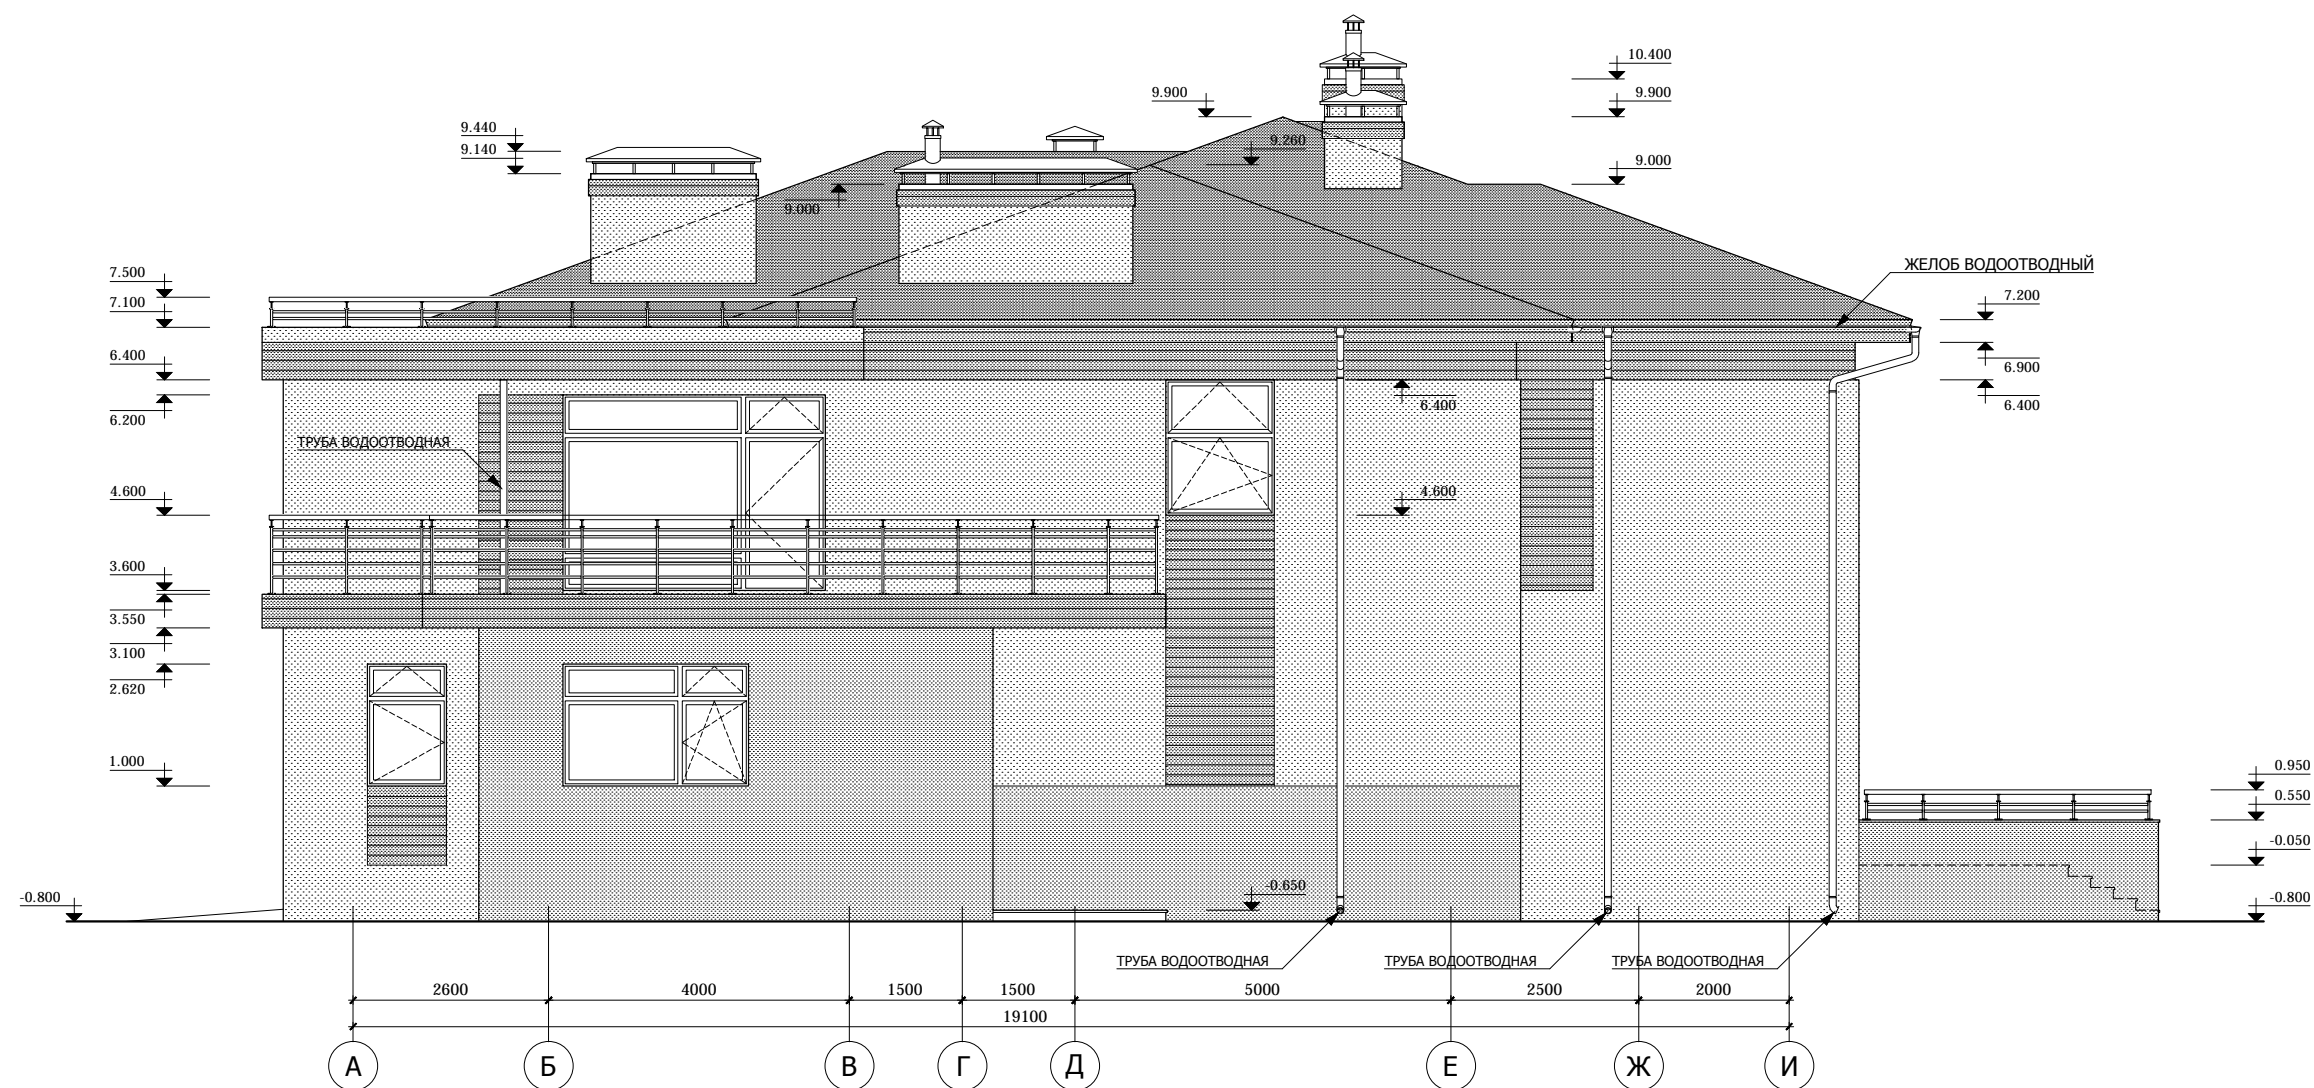 10.400
9.900
9.900
9.440
9.260
9.140
9.000
9.000
ЖЕЛОБ ВОДООТВОДНЫЙ
7.500
7.200
7.100
6.400
6.900
6.400
6.400
6.200
ТРУБА ВОДООТВОДНАЯ
4.600
4.600
3.600
3.550
3.100
2.620
1.000
0.950
0.550
-0.050
-0.800
-0.650
-0.800
ТРУБА ВОДООТВОДНАЯ
ТРУБА ВОДООТВОДНАЯ
ТРУБА ВОДООТВОДНАЯ
2600
4000
1500
1500
5000
2500
2000
19100
А
Б
В
Г
Д
Е
Ж
И